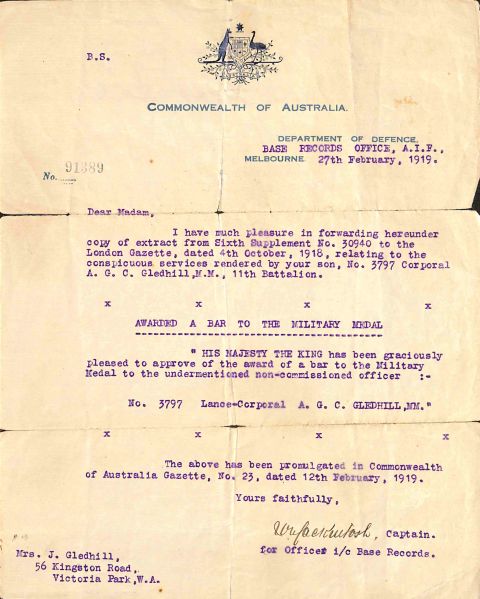 B.S.
COMMONWEALTH OF AUSTRALIA.
DEPARTMENT OF DEFENCE.
BASE RECORDS OFFICE, A.I.F.,
MELBOURNE 27th February, 1919.
No. 91389
Dear Madam,
I have much pleasure in forwarding hereunder
copy of extract from Sixth Supplement No. 30940 to the
London Gazette, dated 4th October, 1918, relating to the
conspicuous services rendered by your son, No. 3797 Corporal
A. G. C. Gledhill,M.M., 11th Battalion.
x x x x
AWARDED A BAR TO THE MILITARY MEDAL
" HIS MAJESTY THE KING has been graciously
pleased to approve of the award of a bar to the Military
Medal to the undermentioned non-commissioned officer :-
No. 3797 Lance-Corporal A. G. C. GLEDHILL,MM."
x x x x
The above has been promulgated in Commonwealth
of Australia Gazette, No. 23, dated 12th February, 1919.
Yours faithfully,
Captain.
for Officer i/c Base Records.
Mrs. J. Gledhill,
56 Kingston Road,
Victoria Park,W.A.